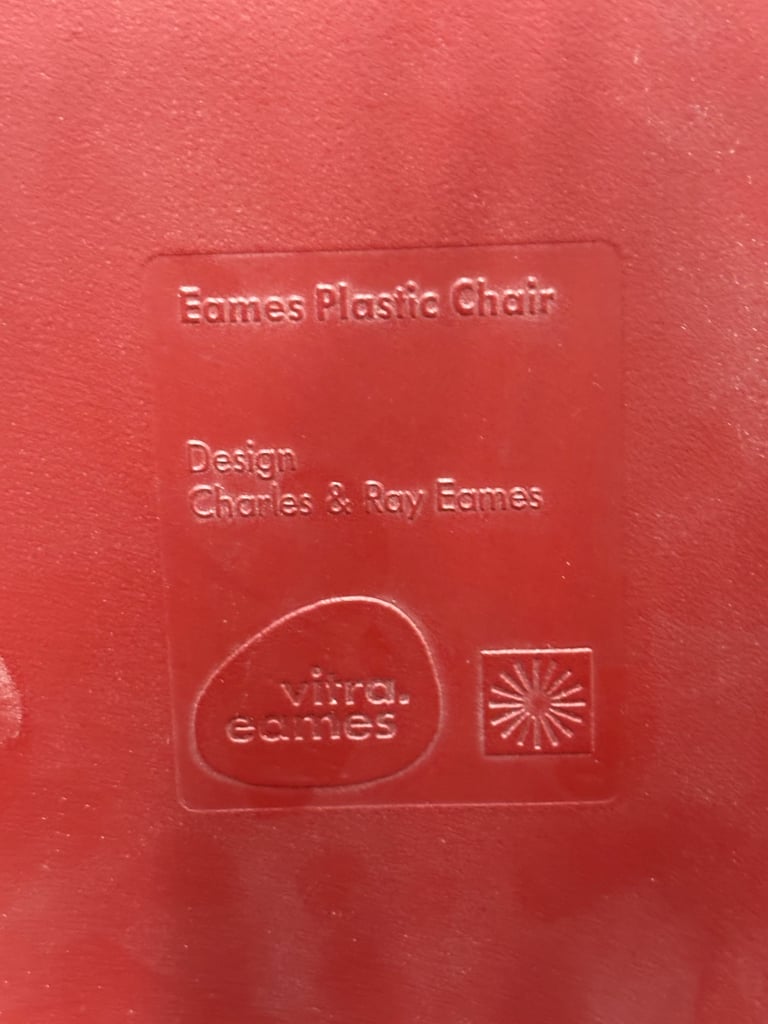 Eames Plastic Chair
Design
Charles & Ray Eames
vitra.
eames